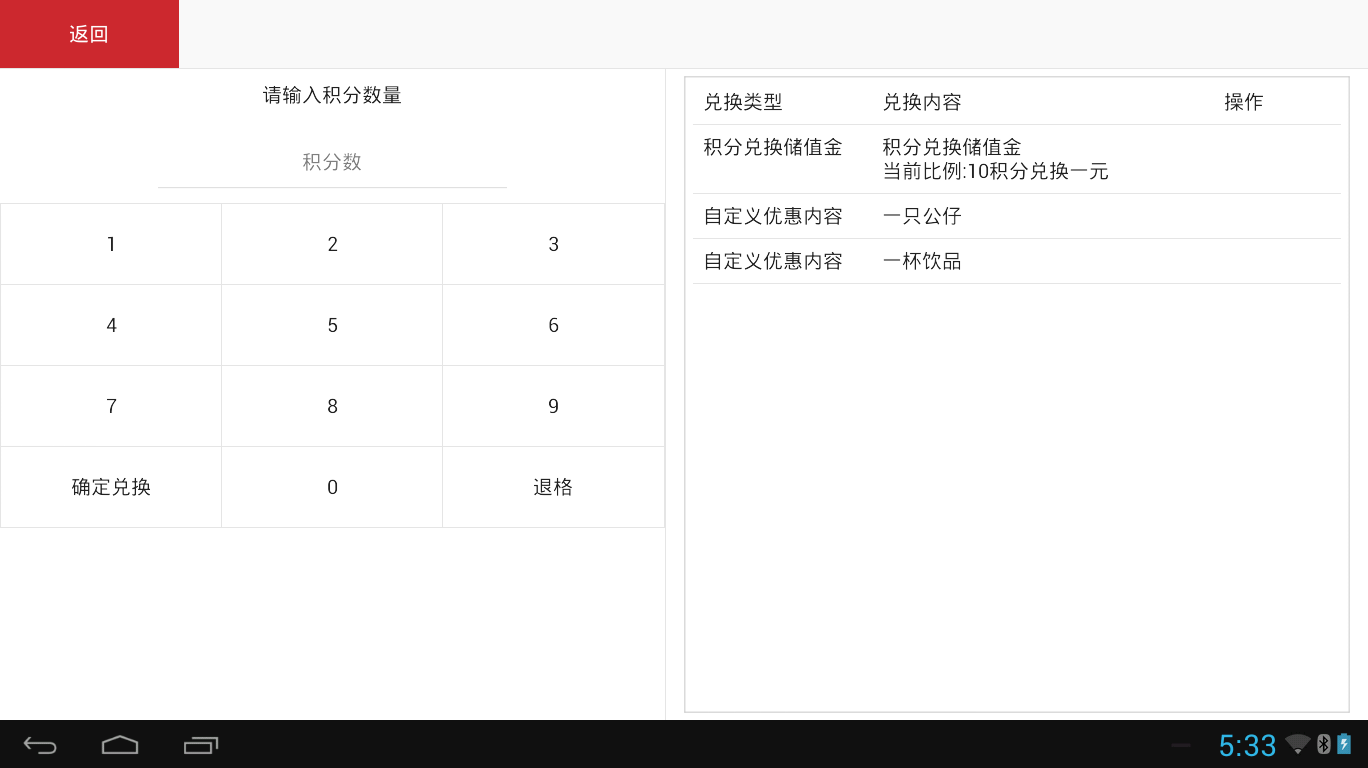 返回
请输入积分数量
积分数
1 2 3
4 5 6
7 8 9
确定兑换 0 退格
兑换类型 兑换内容 操作
积分兑换储值金 积分兑换储值金
当前比例:10积分兑换一元
自定义优惠内容 一只公仔
自定义优惠内容 一杯饮品
5:33